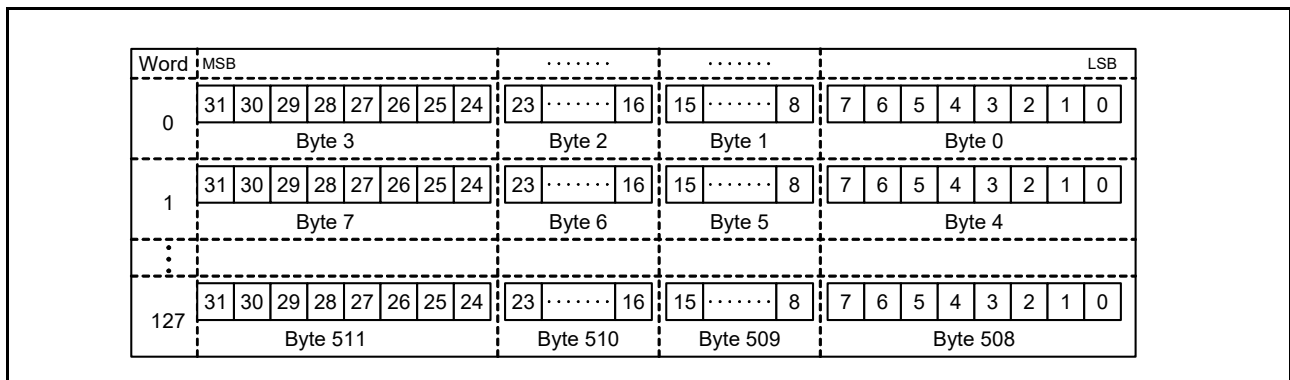 Word MSB ······· ······· LSB
0 31 30 29 28 27 26 25 24 23 ······· 16 15 ······· 8 7 6 5 4 3 2 1 0
Byte 3 Byte 2 Byte 1 Byte 0
1 31 30 29 28 27 26 25 24 23 ······· 16 15 ······· 8 7 6 5 4 3 2 1 0
Byte 7 Byte 6 Byte 5 Byte 4
⋮
127 31 30 29 28 27 26 25 24 23 ······· 16 15 ······· 8 7 6 5 4 3 2 1 0
Byte 511 Byte 510 Byte 509 Byte 508